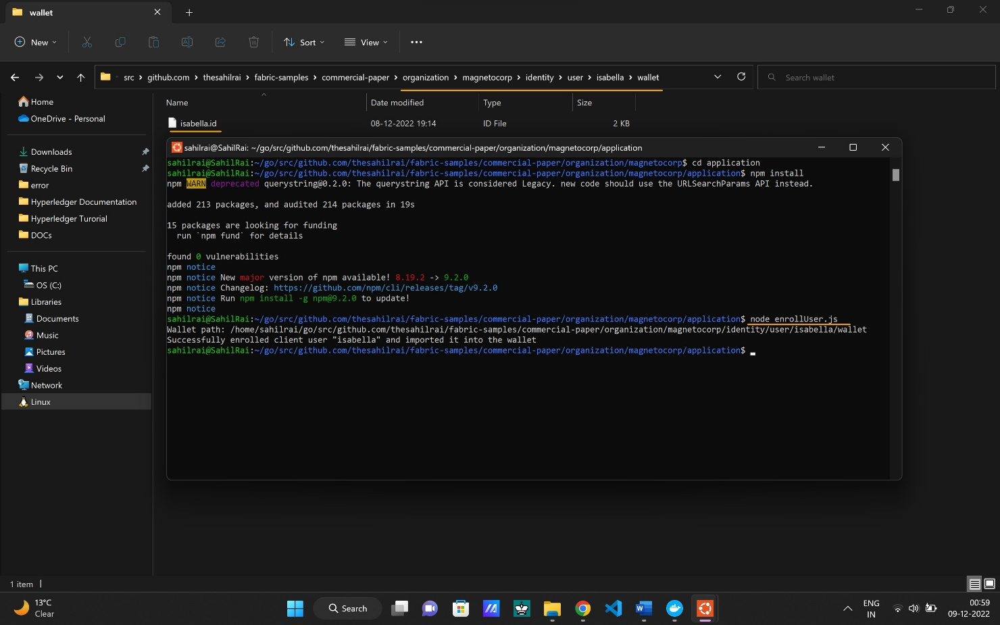 wallet
New
Sort
View
src > github.com > thesahilrai > fabric-samples > commercial-paper > organization > magnetocorp > identity > user > isabella > wallet
Search wallet
Home
OneDrive - Personal
Downloads
Recycle Bin
error
Hyperledger Documentation
Hyperledger Turorial
DOCs
This PC
OS (C:)
Libraries
Documents
Music
Pictures
Videos
Network
Linux
Name Date modified Type Size
isabella.id 08-12-2022 19:14 ID File 2 KB
sahilrai@SahilRai: ~/go/src/github.com/thesahilrai/fabric-samples/commercial-paper/organization/magnetocorp/application
sahilrai@SahilRai:~/go/src/github.com/thesahilrai/fabric-samples/commercial-paper/organization/magnetocorp$ cd application
sahilrai@SahilRai:~/go/src/github.com/thesahilrai/fabric-samples/commercial-paper/organization/magnetocorp/application$ npm install
npm WARN deprecated querystring@0.2.0: The querystring API is considered Legacy. new code should use the URLSearchParams API instead.
added 213 packages, and audited 214 packages in 19s
15 packages are looking for funding
run `npm fund` for details
found 0 vulnerabilities
npm notice
npm notice New major version of npm available! 8.19.2 -> 9.2.0
npm notice Changelog: https://github.com/npm/cli/releases/tag/v9.2.0
npm notice Run npm install -g npm@9.2.0 to update!
npm notice
sahilrai@SahilRai:~/go/src/github.com/thesahilrai/fabric-samples/commercial-paper/organization/magnetocorp/application$ node enrollUser.js
Wallet path: /home/sahilrai/go/src/github.com/thesahilrai/fabric-samples/commercial-paper/organization/magnetocorp/identity/user/isabella/wallet
Successfully enrolled client user "isabella" and imported it into the wallet
sahilrai@SahilRai:~/go/src/github.com/thesahilrai/fabric-samples/commercial-paper/organization/magnetocorp/application$
1 item
13°C
Clear
Search
ENG
IN
00:59
09-12-2022